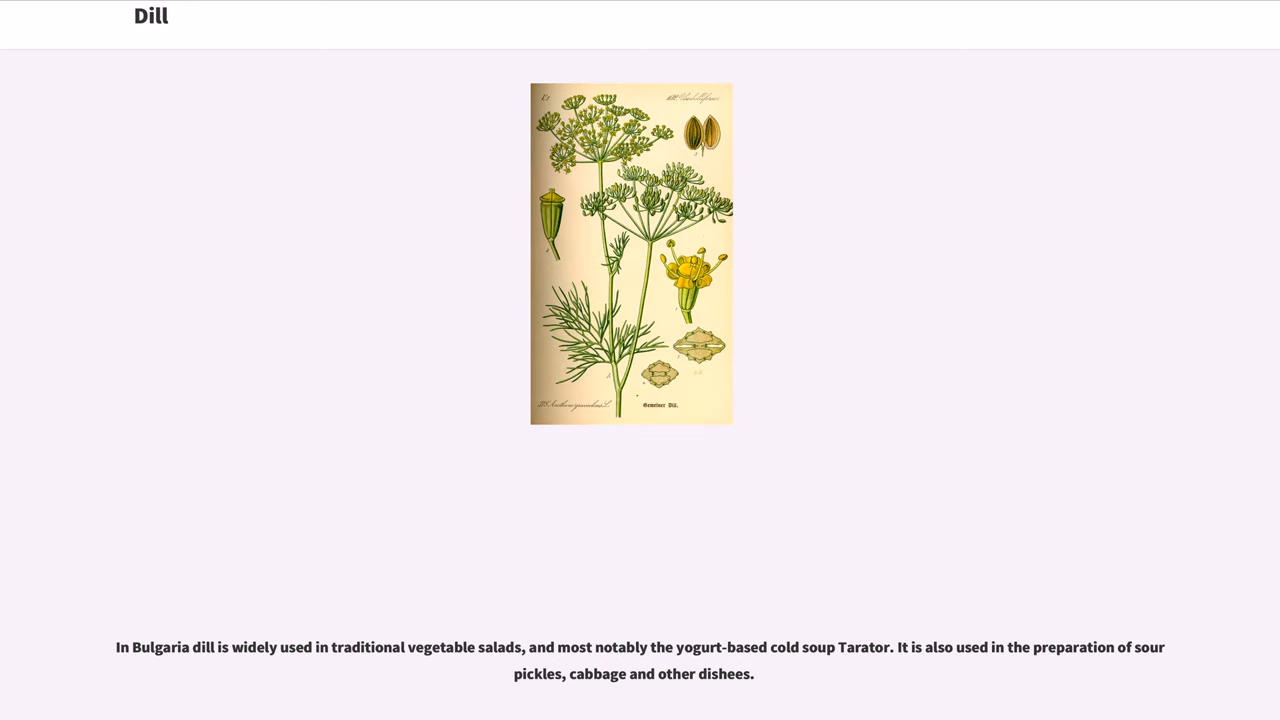 Dill
Gemeiner Dill.
In Bulgaria dill is widely used in traditional vegetable salads, and most notably the yogurt-based cold soup Tarator. It is also used in the preparation of sour
pickles, cabbage and other dishees.